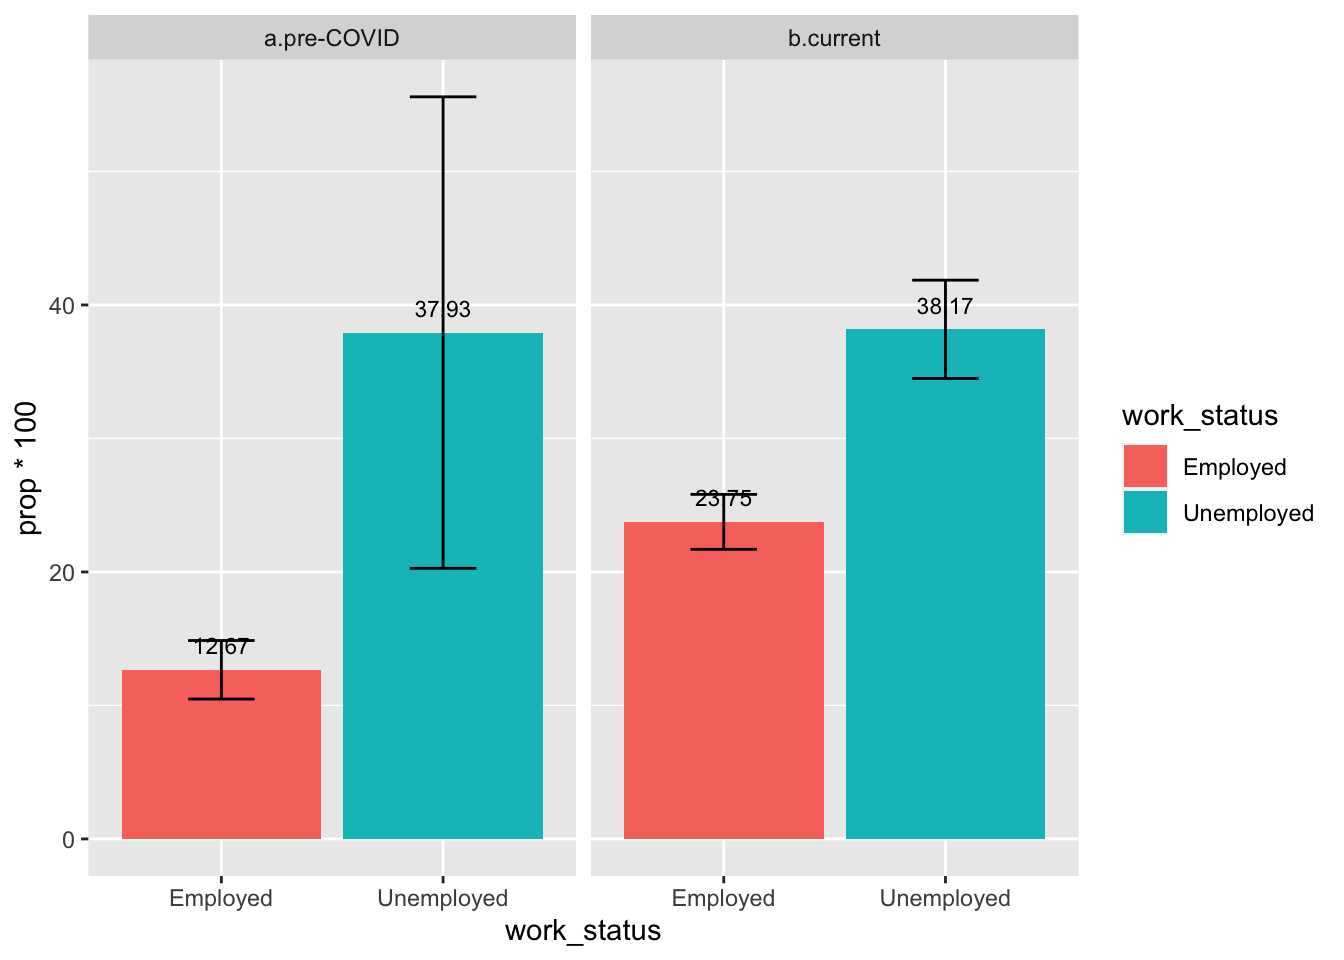 a.pre-COVID
b.current
prop * 100
40
20
0
37.93
12.67
38.17
23.75
Employed
Unemployed
Employed
Unemployed
work_status
work_status
Employed
Unemployed